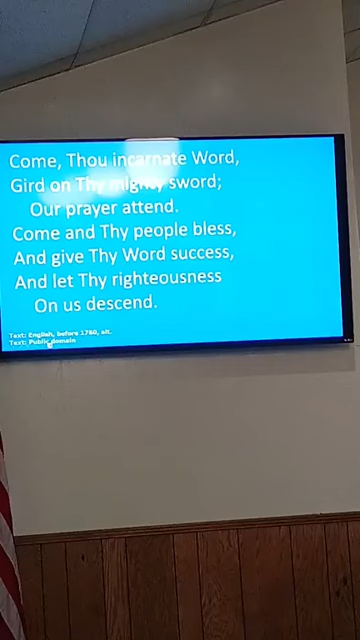 Come, Thou incarnate Word,
Gird on Thy mighty sword;
Our prayer attend.
Come and Thy people bless,
And give Thy Word success,
And let Thy righteousness
On us descend.
Text: English, before 1760, alt.
Text: Public domain